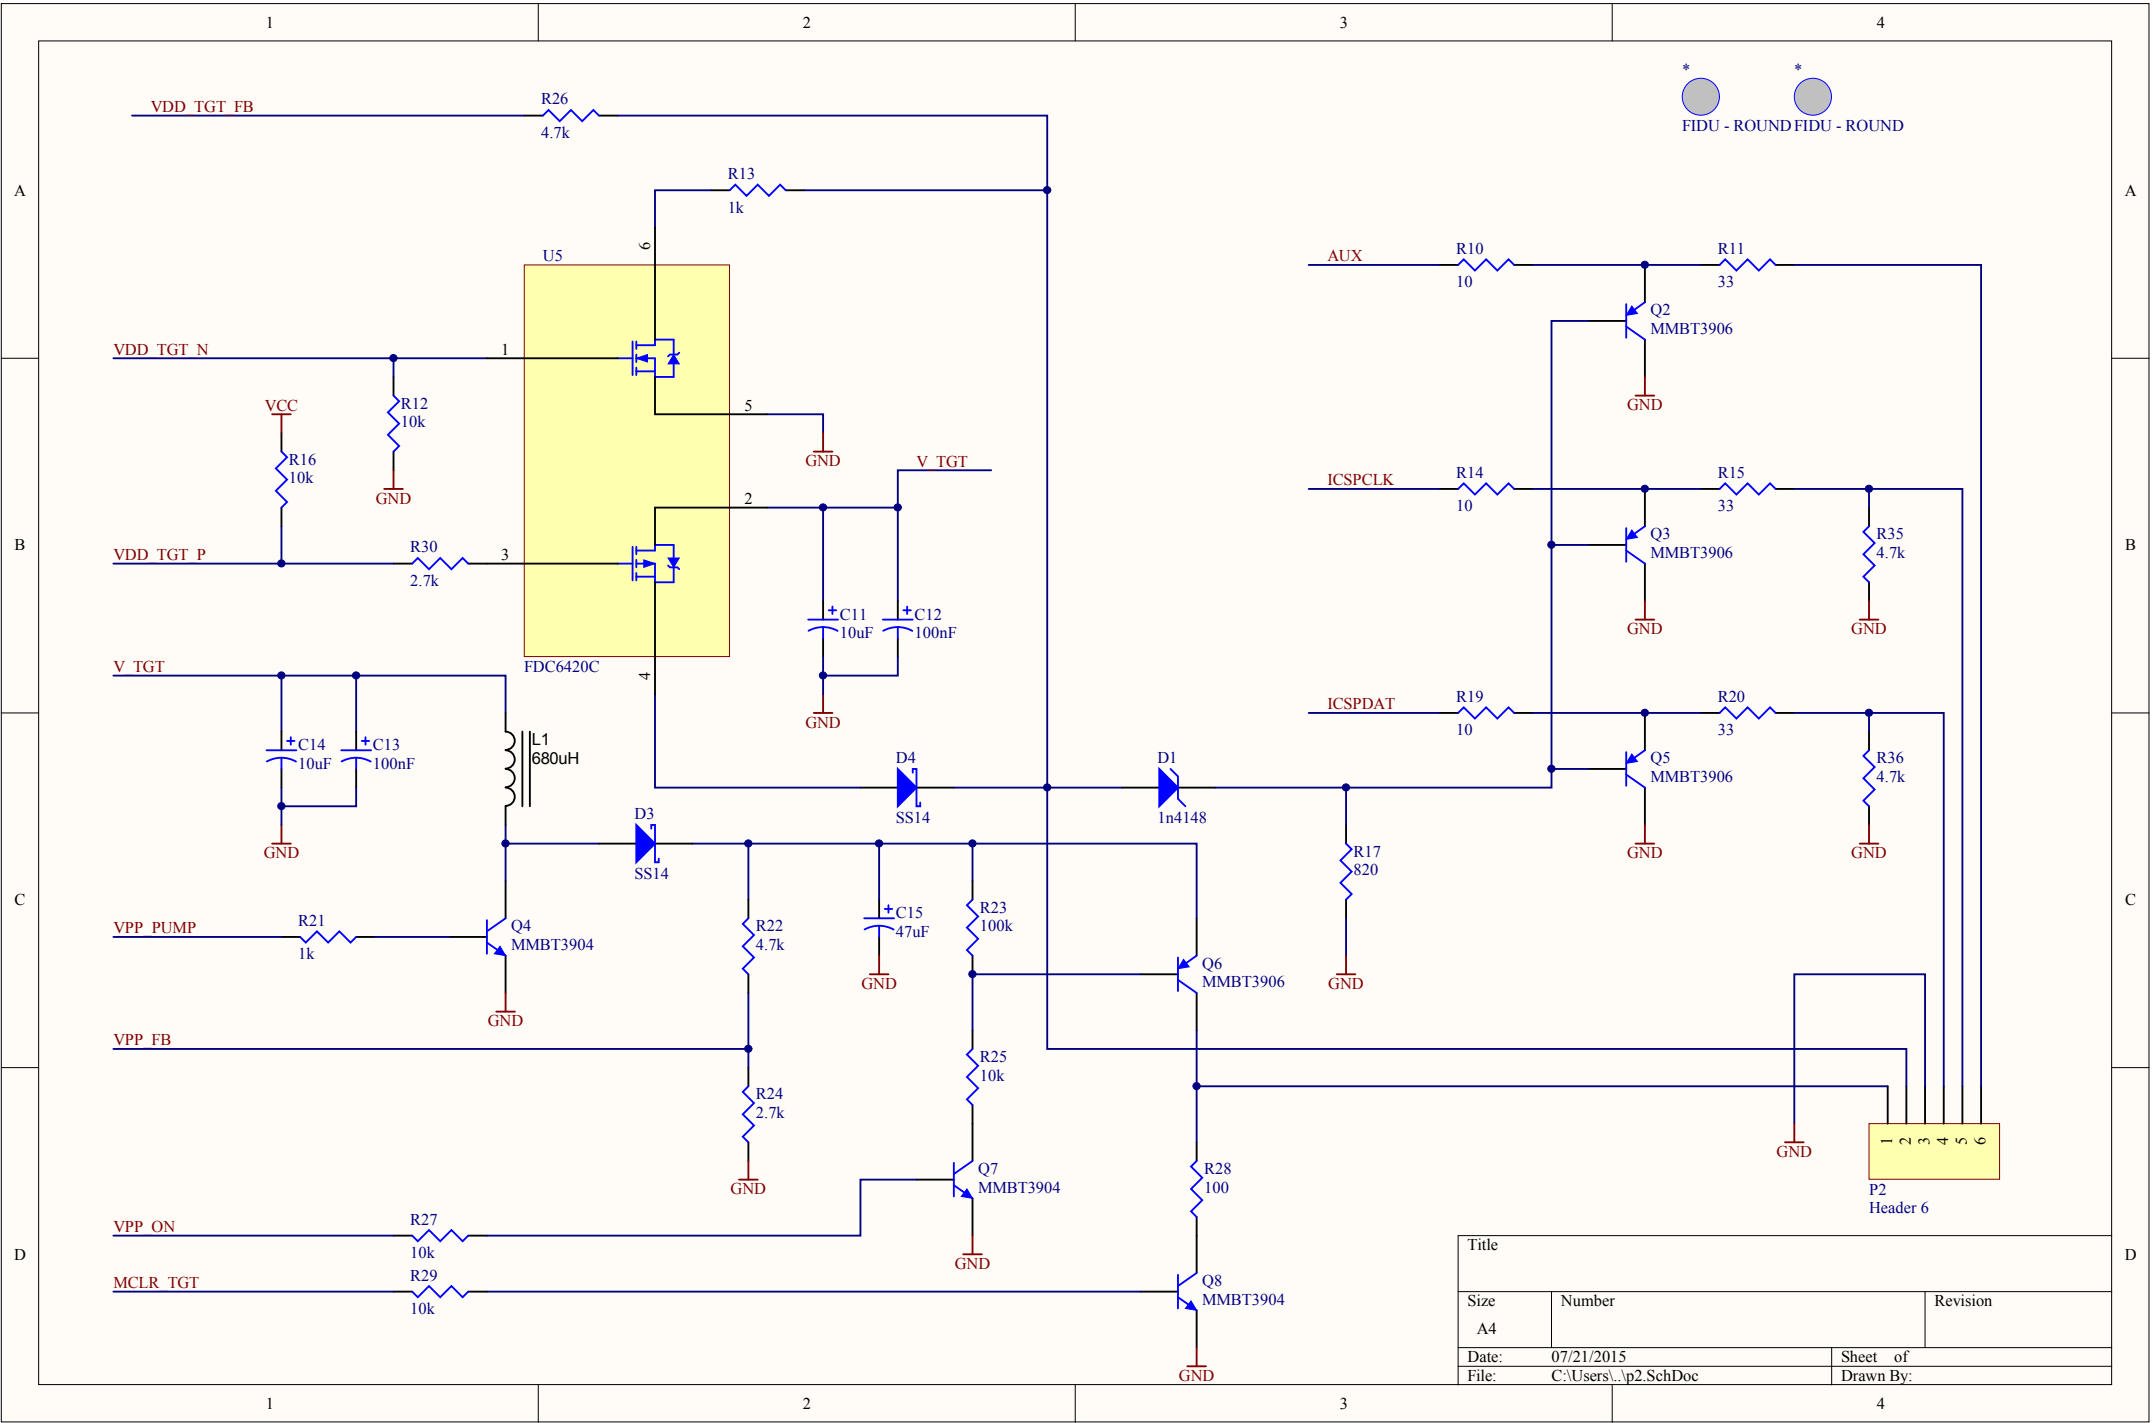 1 2 3 4
* *
FIDU - ROUND FIDU - ROUND
VDD_TGT_FB
R26
4.7k
A A
R13
1k
6
U5
AUX
R10
10
R11
33
Q2
MMBT3906
GND
VDD_TGT_N
1
R12
10k
GND
VCC
R16
10k
5
GND
V_TGT
2
ICSPCLK
R14
10
R15
33
B B
VDD_TGT_P
R30
2.7k
3
Q3
MMBT3906
GND
R35
4.7k
GND
C11
10uF
C12
100nF
GND
FDC6420C
4
V_TGT
C14
10uF
C13
100nF
GND
L1
680uH
ICSPDAT
R19
10
R20
33
Q5
MMBT3906
GND
R36
4.7k
GND
D4
SS14
D1
1n4148
D3
SS14
R17
820
GND
C C
VPP_PUMP
R21
1k
Q4
MMBT3904
GND
R22
4.7k
C15
47uF
GND
R23
100k
Q6
MMBT3906
VPP_FB
R25
10k
R24
2.7k
GND
Q7
MMBT3904
GND
R28
100
GND
1 2 3 4 5 6
P2
Header 6
VPP_ON
R27
10k
D D
MCLR_TGT
R29
10k
Q8
MMBT3904
GND
Title
Size Number Revision
A4
Date: 07/21/2015 Sheet of
File: C:\Users\..\p2.SchDoc Drawn By:
1 2 3 4